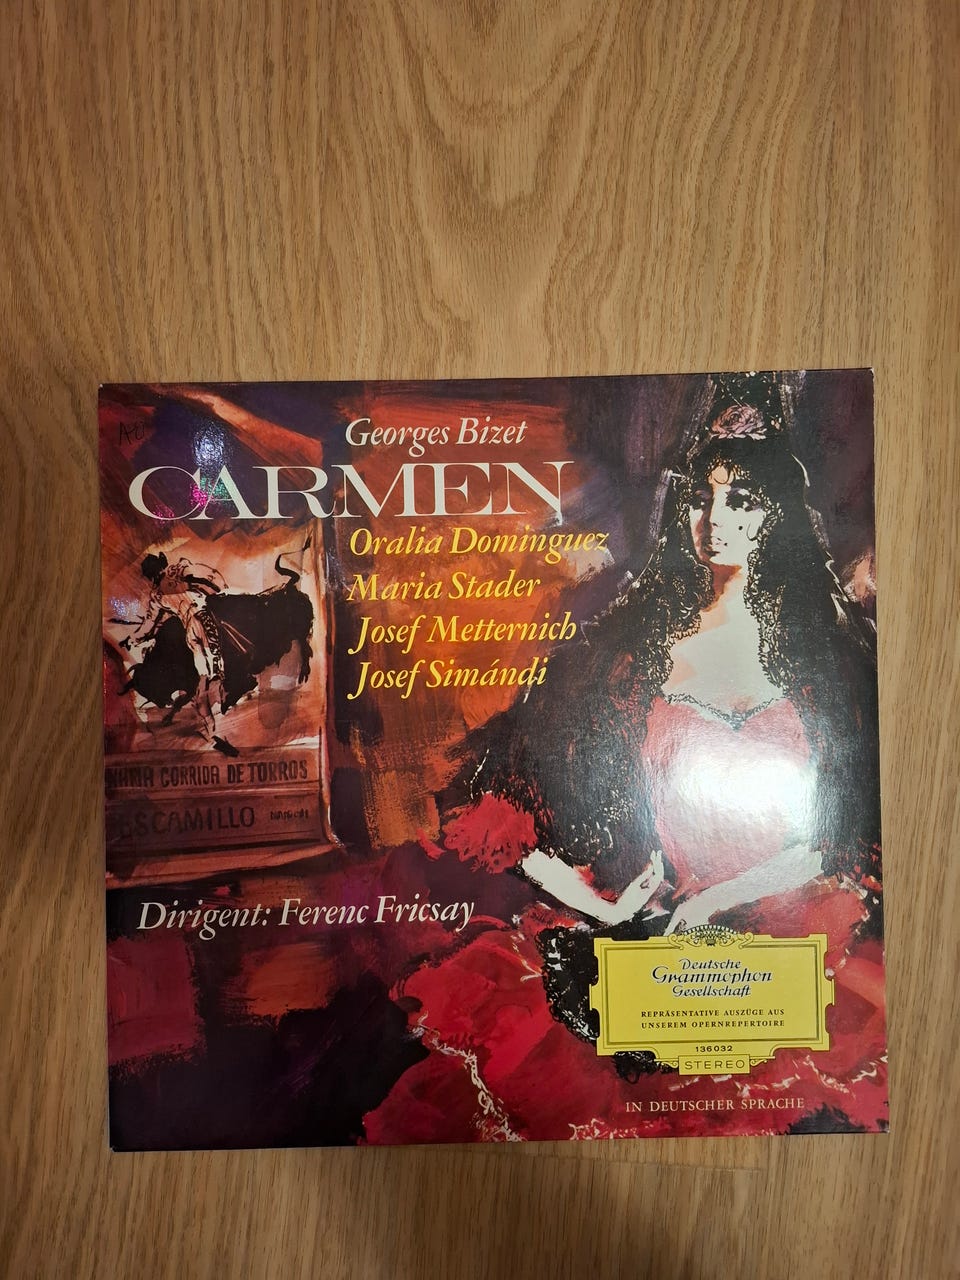 Georges Bizet
CARMEN
Oralia Dominguez
Maria Stader
Josef Metternich
Josef Simándi
CORRIDA DE TORROS
ESCAMILLO
Dirigent: Ferenc Fricsay
Deutsche
Grammophon
Gesellschaft
REPRÄSENTATIVE AUSZÜGE AUS
UNSEREM OPERNREPERTOIRE
136032
STEREO
IN DEUTSCHER SPRACHE